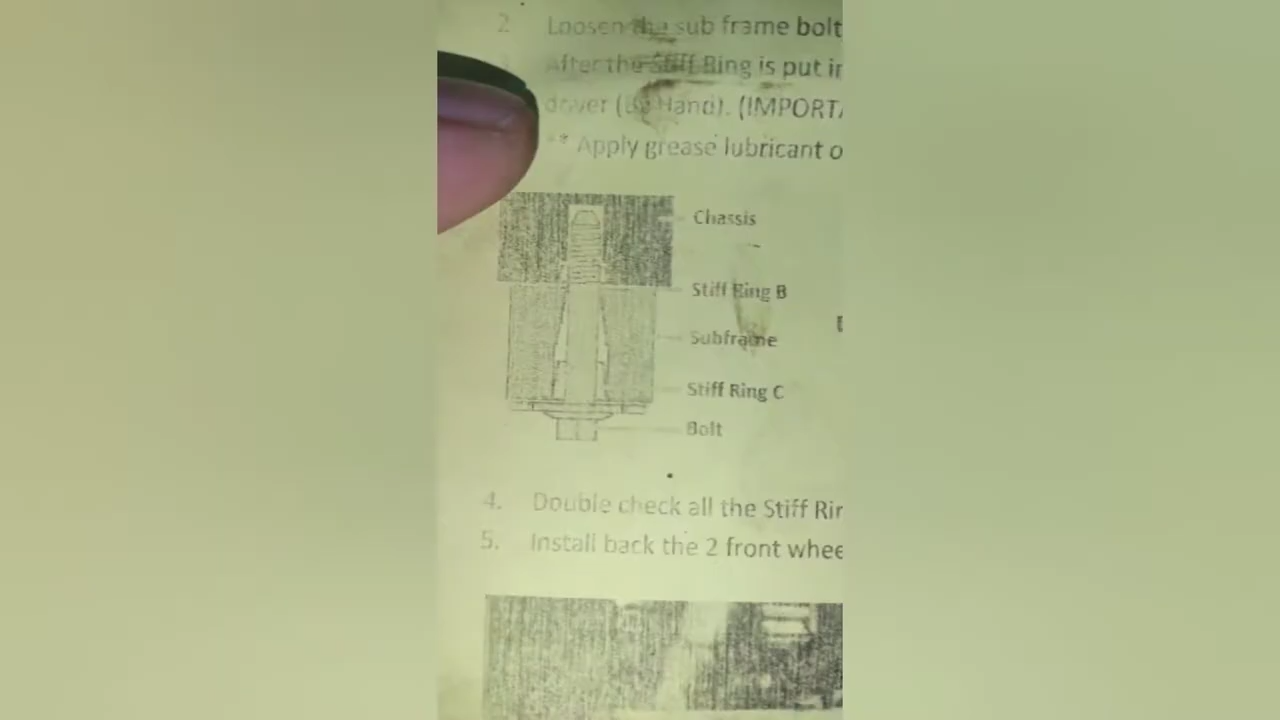 2. Loosen the sub frame bolt
After the Stiff Ring is put in
driver (By Hand). (IMPORTA
** Apply grease lubricant o
Chassis
Stiff Ring B
Subframe
Stiff Ring C
Bolt
4. Double check all the Stiff Rin
5. Install back the 2 front whee